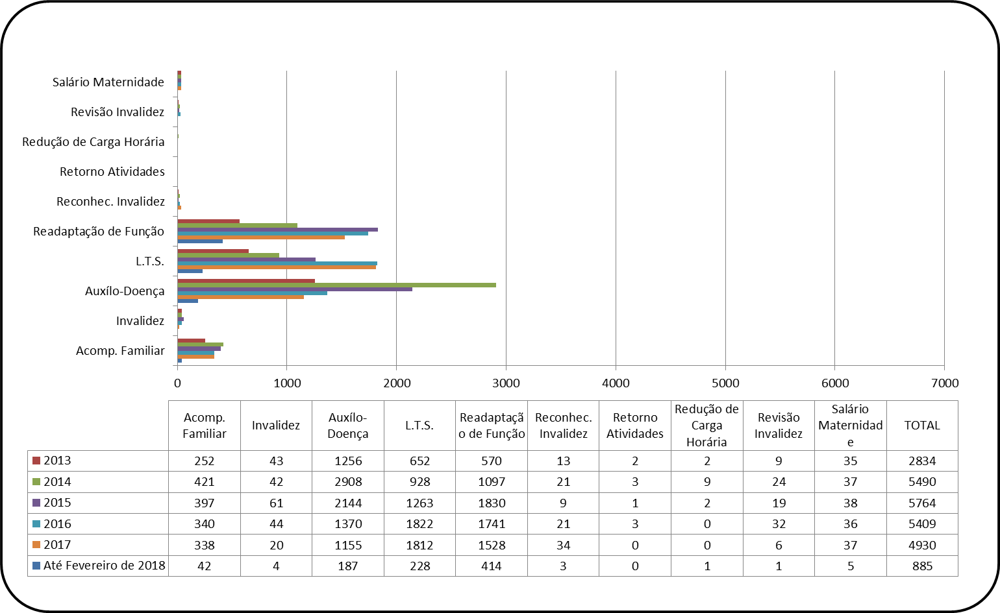 Salário Maternidade
Revisão Invalidez
Redução de Carga Horária
Retorno Atividades
Reconhec. Invalidez
Readaptação de Função
L.T.S.
Auxílo-Doença
Invalidez
Acomp. Familiar
0 1000 2000 3000 4000 5000 6000 7000
Acomp. Familiar
Invalidez
Auxílo-
Doença
L.T.S.
Readaptaçã
o de Função
Reconhec.
Invalidez
Retorno
Atividades
Redução de
Carga
Horária
Revisão
Invalidez
Salário
Maternidad
e
TOTAL
2013 252 43 1256 652 570 13 2 2 9 35 2834
2014 421 42 2908 928 1097 21 3 9 24 37 5490
2015 397 61 2144 1263 1830 9 1 2 19 38 5764
2016 340 44 1370 1822 1741 21 3 0 32 36 5409
2017 338 20 1155 1812 1528 34 0 0 6 37 4930
Até Fevereiro de 2018 42 4 187 228 414 3 0 1 1 5 885